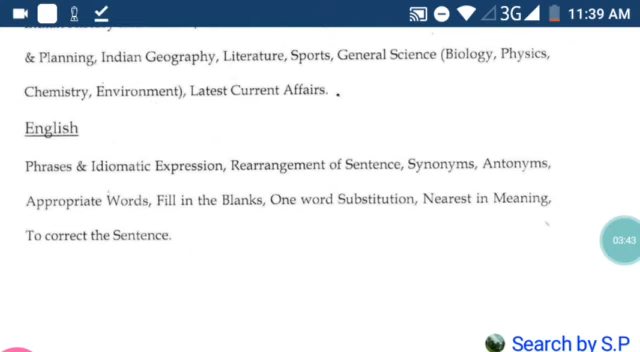 3G 11:39 AM
& Planning, Indian Geography, Literature, Sports, General Science (Biology, Physics,
Chemistry, Environment), Latest Current Affairs. .
English
Phrases & Idiomatic Expression, Rearrangement of Sentence, Synonyms, Antonyms,
Appropriate Words, Fill in the Blanks, One word Substitution, Nearest in Meaning,
03:43
To correct the Sentence.
Search by S.P